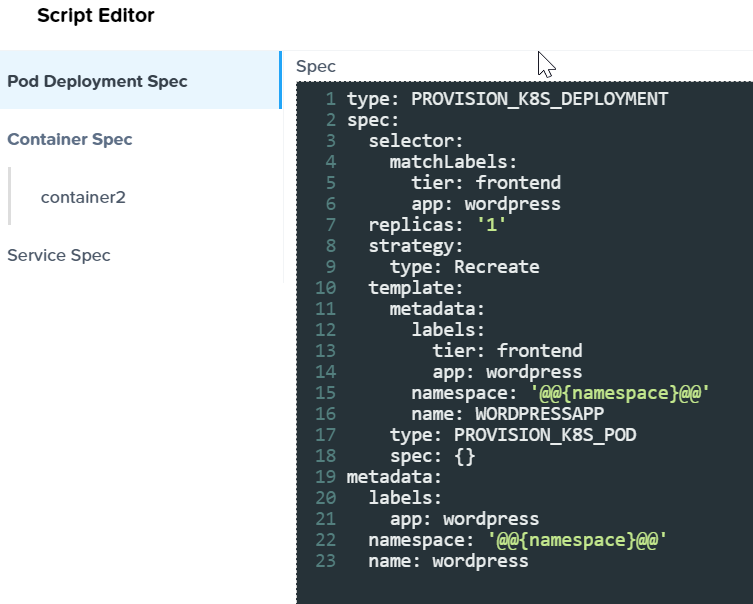 Script Editor
Pod Deployment Spec
Container Spec
container2
Service Spec
Spec
1 type: PROVISION_K8S_DEPLOYMENT
2 spec:
3   selector:
4     matchLabels:
5       tier: frontend
6       app: wordpress
7   replicas: '1'
8   strategy:
9     type: Recreate
10   template:
11     metadata:
12       labels:
13         tier: frontend
14         app: wordpress
15       namespace: '@@{namespace}@@'
16       name: WORDPRESSAPP
17     type: PROVISION_K8S_POD
18     spec: {}
19 metadata:
20   labels:
21     app: wordpress
22   namespace: '@@{namespace}@@'
23   name: wordpress